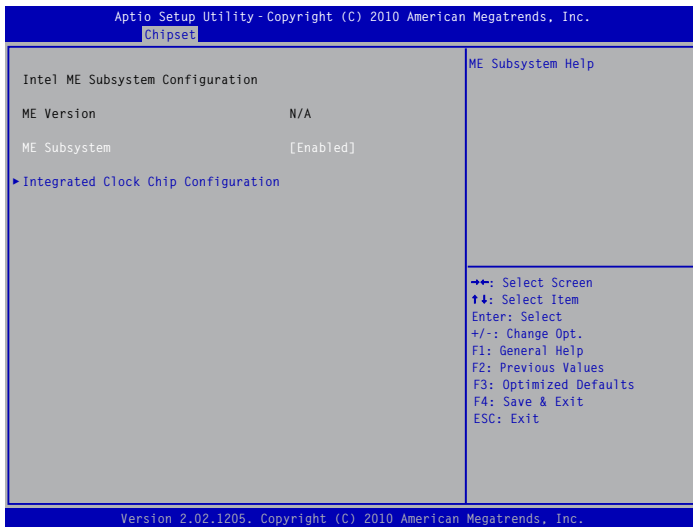 Aptio Setup Utility - Copyright (C) 2010 American Megatrends, Inc.
Chipset
Intel ME Subsystem Configuration
ME Version N/A
ME Subsystem [Enabled]
►Integrated Clock Chip Configuration
ME Subsystem Help
→←: Select Screen
↑↓: Select Item
Enter: Select
+/-: Change Opt.
F1: General Help
F2: Previous Values
F3: Optimized Defaults
F4: Save & Exit
ESC: Exit
Version 2.02.1205. Copyright (C) 2010 American Megatrends, Inc.